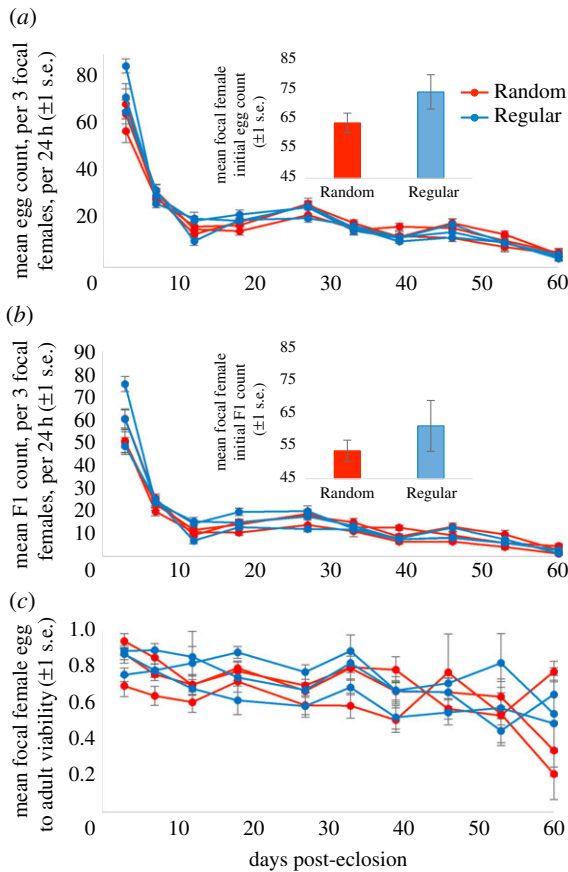 (a)
mean egg count, per 3 focal
females, per 24 h (±1 s.e.)
80
60
40
20
0
10
20
30
40
50
60
mean focal female
initial egg count
(±1 s.e.)
85
75
65
55
45
Random
Regular
Random
Regular
(b)
mean F1 count, per 3 focal
females, per 24 h (±1 s.e.)
90
80
70
60
50
40
30
20
10
0
10
20
30
40
50
60
mean focal female
initial F1 count
(±1 s.e.)
85
75
65
55
45
Random
Regular
(c)
mean focal female egg
to adult viability (±1 s.e.)
1.0
0.8
0.6
0.4
0.2
0
10
20
30
40
50
60
days post-eclosion